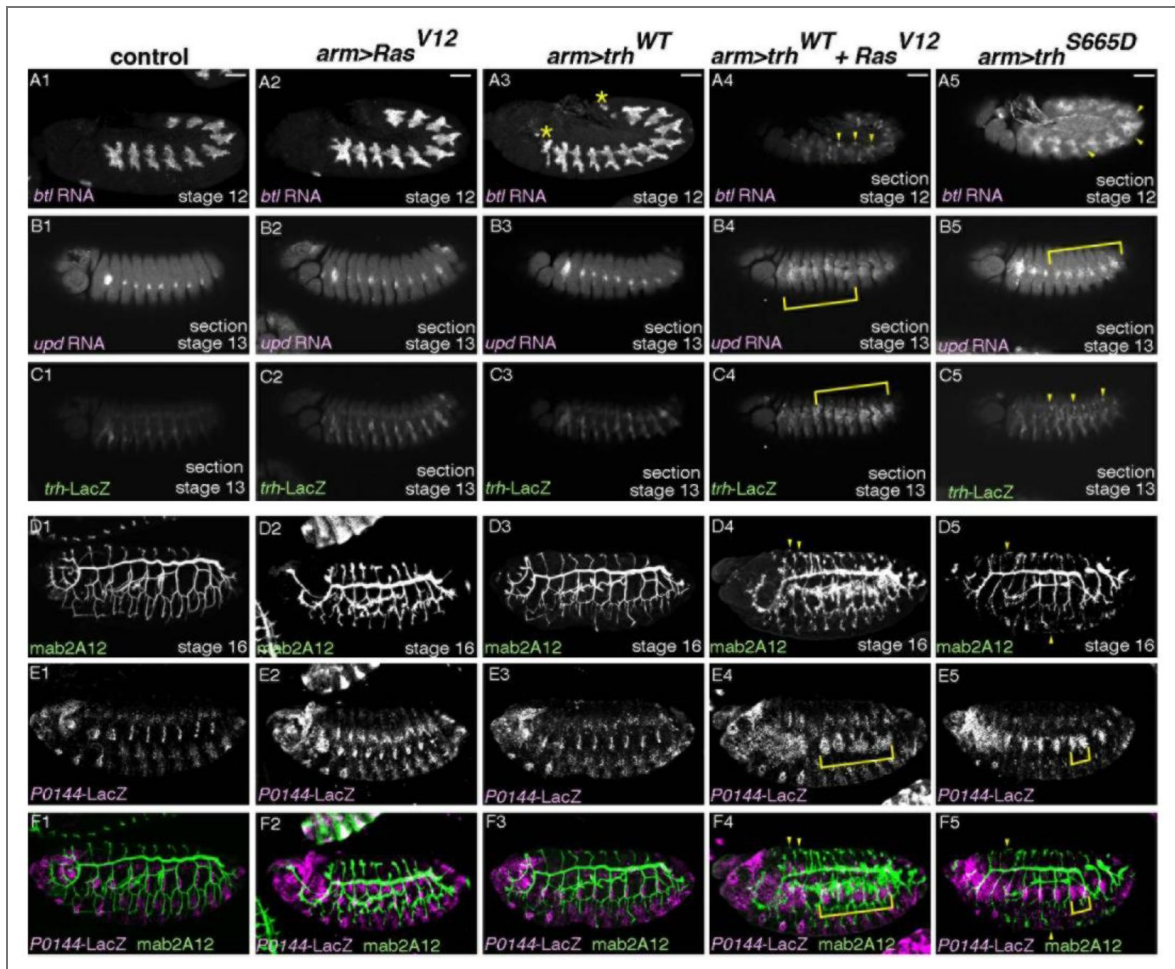 control
arm>Ras^V12
arm>trh^WT
arm>trh^WT + Ras^V12
arm>trh^S665D
A1
btl RNA
stage 12
A2
btl RNA
stage 12
A3
*
*
btl RNA
stage 12
A4
section
btl RNA
stage 12
A5
section
btl RNA
stage 12
B1
section
upd RNA
stage 13
B2
section
upd RNA
stage 13
B3
section
upd RNA
stage 13
B4
section
upd RNA
stage 13
B5
section
upd RNA
stage 13
C1
section
trh-LacZ
stage 13
C2
section
trh-LacZ
stage 13
C3
section
trh-LacZ
stage 13
C4
section
trh-LacZ
stage 13
C5
section
trh-LacZ
stage 13
D1
mab2A12
stage 16
D2
mab2A12
stage 16
D3
mab2A12
stage 16
D4
mab2A12
stage 16
D5
mab2A12
stage 16
E1
P0144-LacZ
E2
P0144-LacZ
E3
P0144-LacZ
E4
P0144-LacZ
E5
P0144-LacZ
F1
P0144-LacZ mab2A12
F2
P0144-LacZ mab2A12
F3
P0144-LacZ mab2A12
F4
P0144-LacZ mab2A12
F5
P0144-LacZ mab2A12